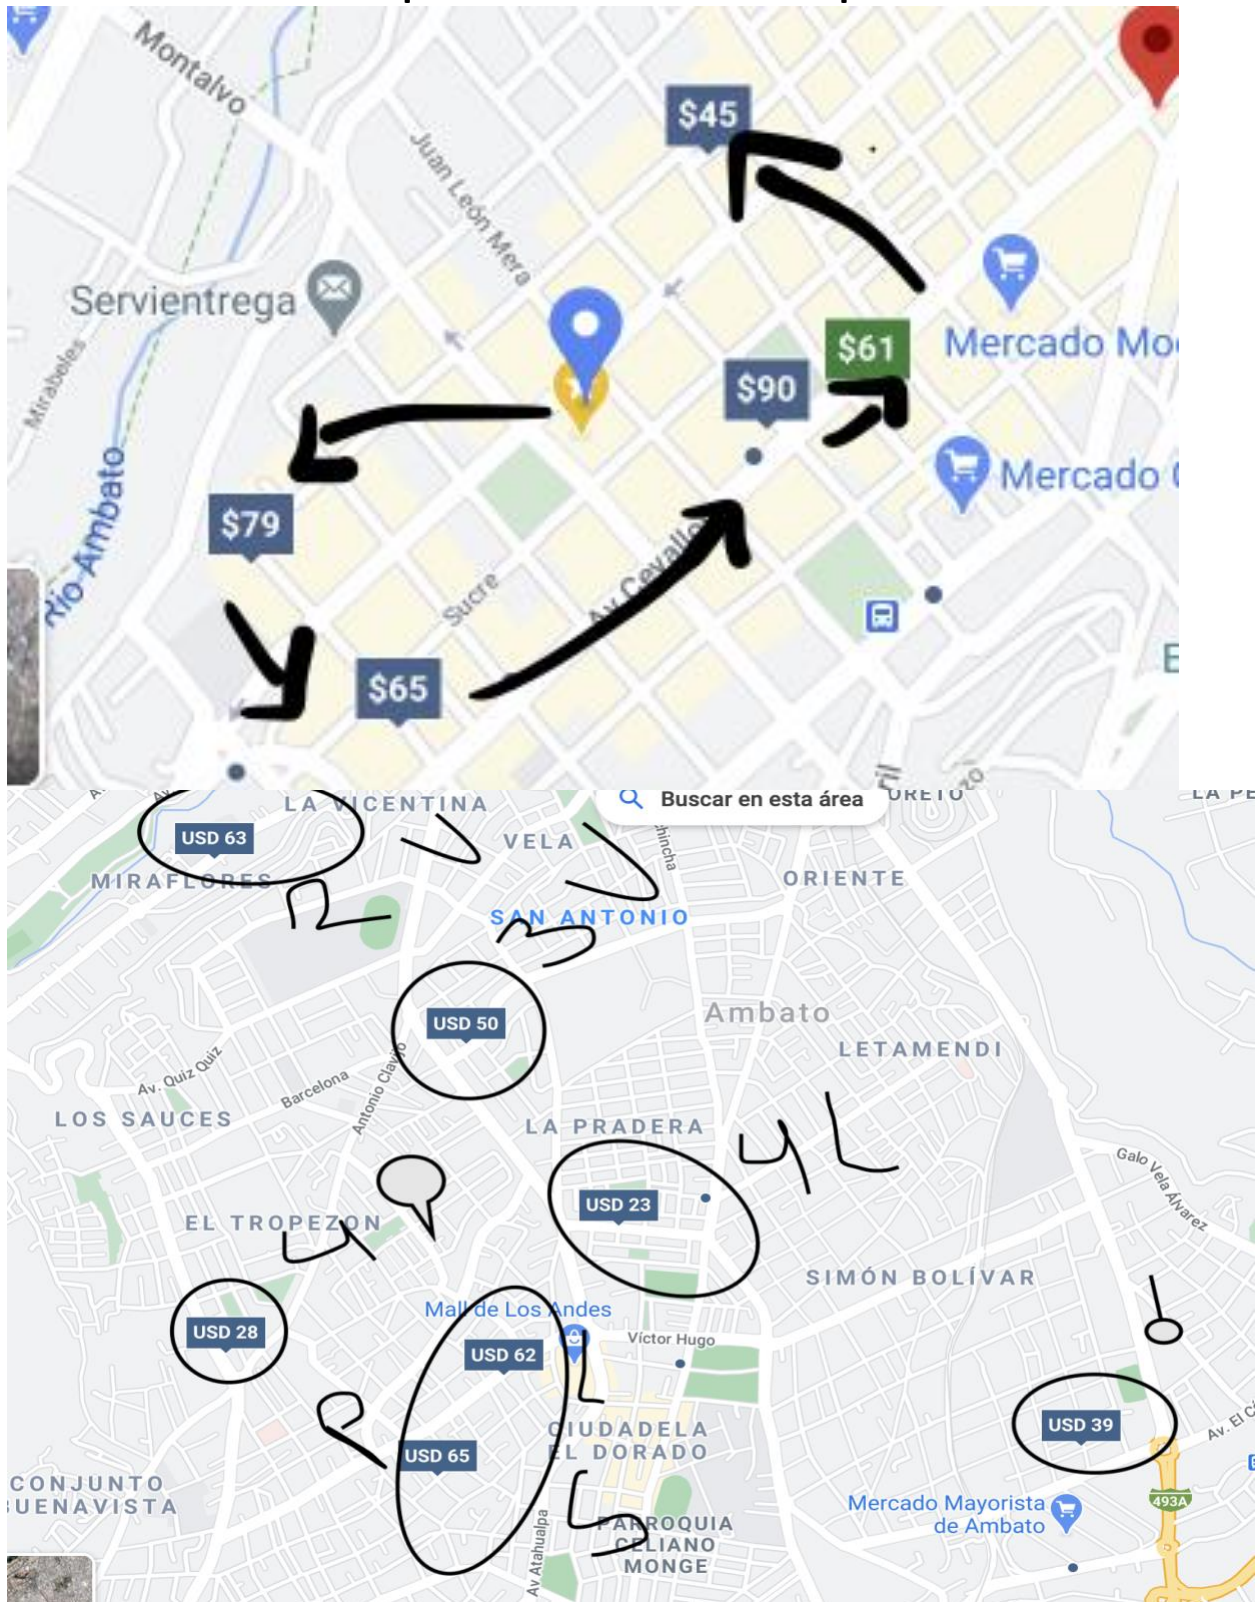 Montalvo
$45
Juan León Mera
Servientrega
Mercado Mo
$61
$90
Mirabeles
Mercado
$79
Río Ambato
Sucre
Av Cevallo
$65
LA VICENTINA
Buscar en esta área
USD 63
VELA
MIRAFLORES
ORIENTE
SAN ANTONIO
USD 50
Ambato
LETAMENDI
Av. Quiz Quiz
Barcelona
Antonio Clavijo
LOS SAUCES
LA PRADERA
Galo Vela Álvarez
USD 23
EL TROPEZON
SIMÓN BOLÍVAR
Mall de Los Andes
USD 28
Víctor Hugo
USD 62
CIUDADELA
EL DORADO
USD 39
USD 65
CONJUNTO
BUENAVISTA
493A
Mercado Mayorista
de Ambato
PARROQUIA
CELIANO
MONGE
Av Atahualpa